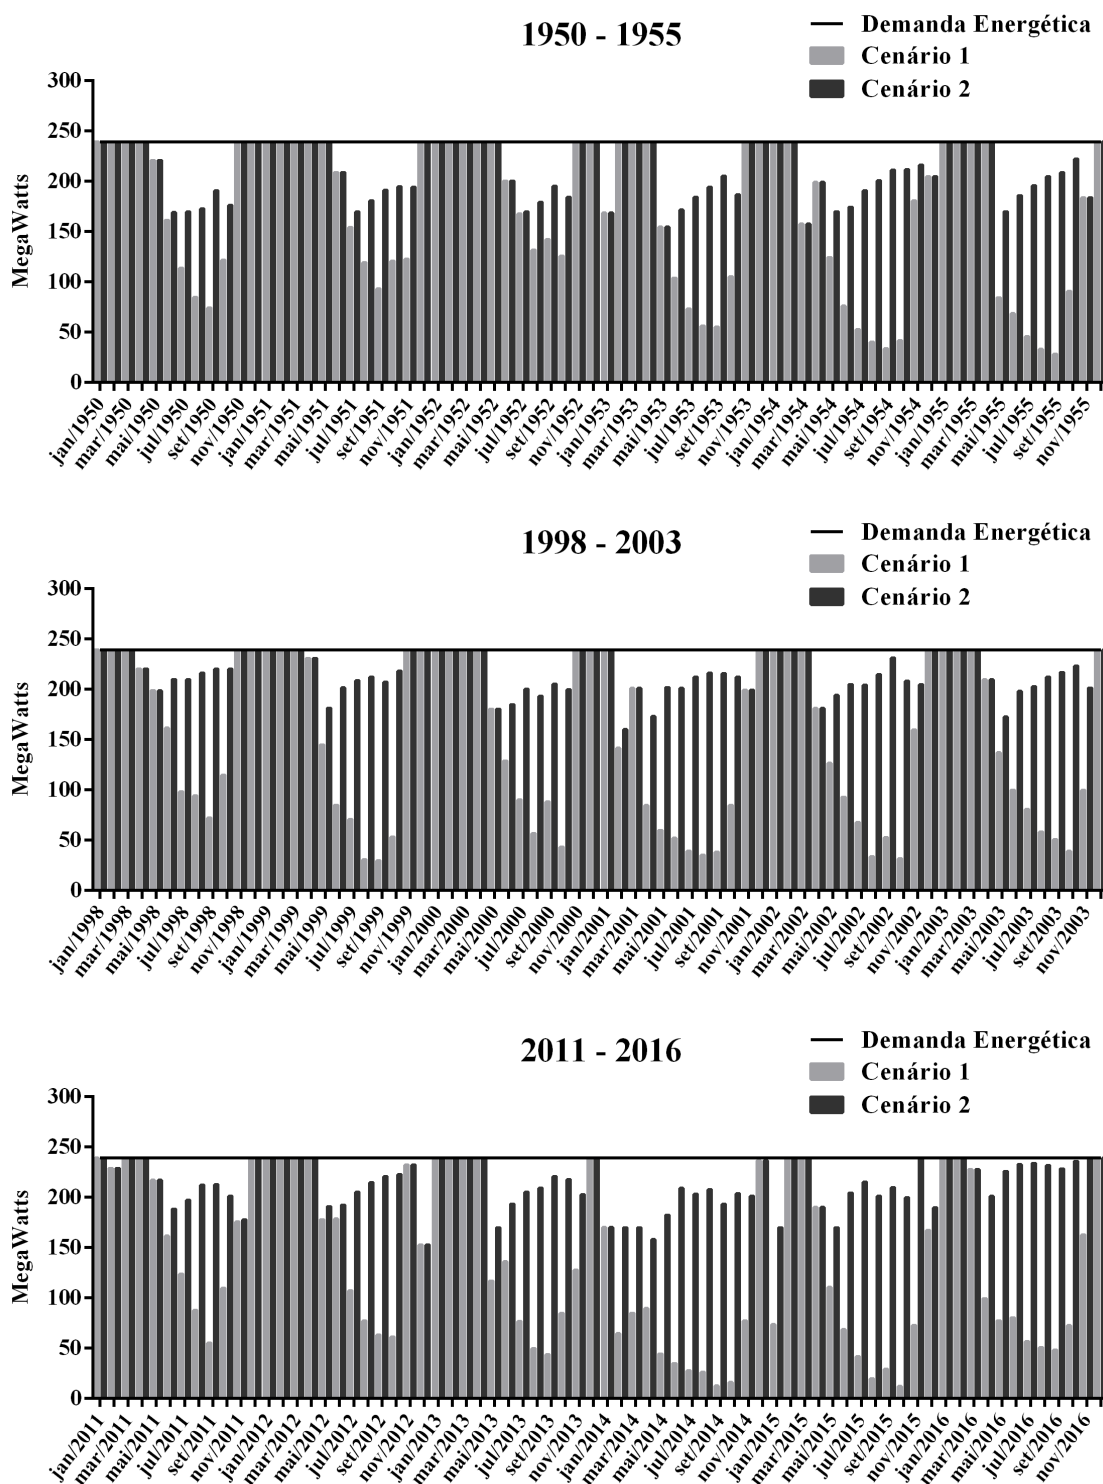 1950 - 1955
Demanda Energética
Cenário 1
Cenário 2
MegaWatts
300
250
200
150
100
50
0
jan/1950
mar/1950
mai/1950
jul/1950
set/1950
nov/1950
jan/1951
mar/1951
mai/1951
jul/1951
set/1951
nov/1951
jan/1952
mar/1952
mai/1952
jul/1952
set/1952
nov/1952
jan/1953
mar/1953
mai/1953
jul/1953
set/1953
nov/1953
jan/1954
mar/1954
mai/1954
jul/1954
set/1954
nov/1954
jan/1955
mar/1955
mai/1955
jul/1955
set/1955
nov/1955
1998 - 2003
Demanda Energética
Cenário 1
Cenário 2
MegaWatts
300
250
200
150
100
50
0
jan/1998
mar/1998
mai/1998
jul/1998
set/1998
nov/1998
jan/1999
mar/1999
mai/1999
jul/1999
set/1999
nov/1999
jan/2000
mar/2000
mai/2000
jul/2000
set/2000
nov/2000
jan/2001
mar/2001
mai/2001
jul/2001
set/2001
nov/2001
jan/2002
mar/2002
mai/2002
jul/2002
set/2002
nov/2002
jan/2003
mar/2003
mai/2003
jul/2003
set/2003
nov/2003
2011 - 2016
Demanda Energética
Cenário 1
Cenário 2
MegaWatts
300
250
200
150
100
50
0
jan/2011
mar/2011
mai/2011
jul/2011
set/2011
nov/2011
jan/2012
mar/2012
mai/2012
jul/2012
set/2012
nov/2012
jan/2013
mar/2013
mai/2013
jul/2013
set/2013
nov/2013
jan/2014
mar/2014
mai/2014
jul/2014
set/2014
nov/2014
jan/2015
mar/2015
mai/2015
jul/2015
set/2015
nov/2015
jan/2016
mar/2016
mai/2016
jul/2016
set/2016
nov/2016